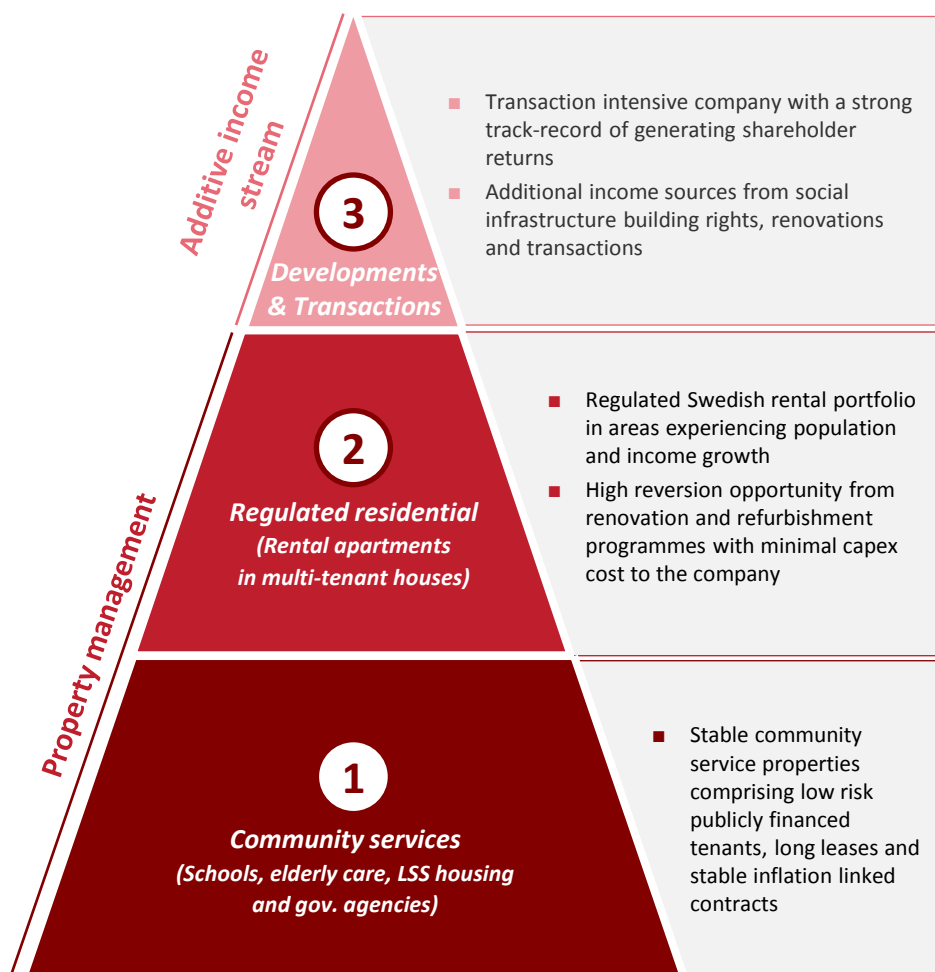 Additive income
stream
■ Transaction intensive company with a strong
track-record of generating shareholder
returns
■ Additional income sources from social
infrastructure building rights, renovations
and transactions
3
Developments
& Transactions
Property management
2
Regulated residential
(Rental apartments
in multi-tenant houses)
■ Regulated Swedish rental portfolio
in areas experiencing population
and income growth
■ High reversion opportunity from
renovation and refurbishment
programmes with minimal capex
cost to the company
1
Community services
(Schools, elderly care, LSS housing
and gov. agencies)
■ Stable community
service properties
comprising low risk
publicly financed
tenants, long leases and
stable inflation linked
contracts